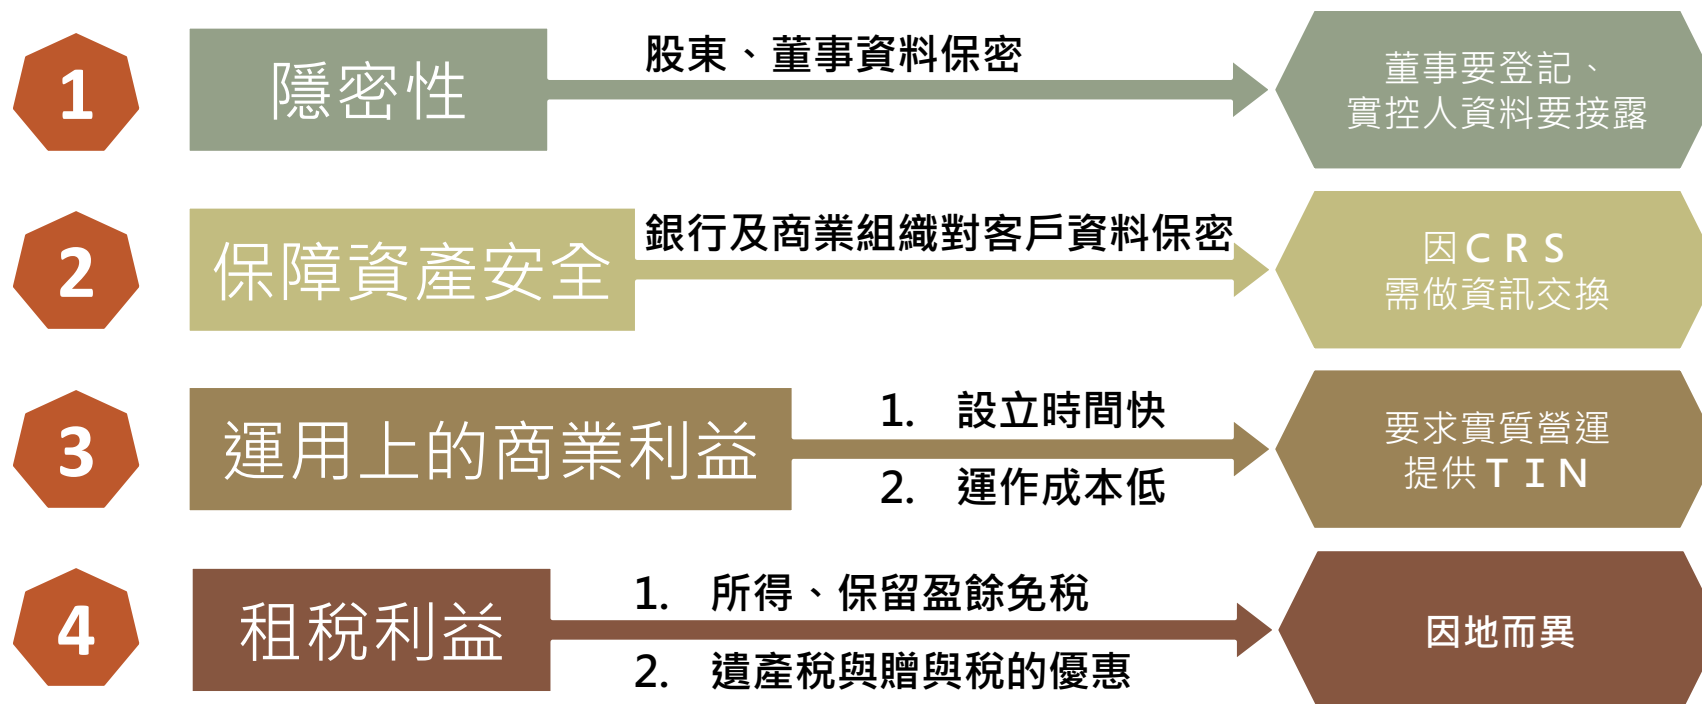 1
隱密性
股東、董事資料保密
董事要登記、
實控人資料要接露
2
保障資產安全
銀行及商業組織對客戶資料保密
因ＣＲＳ
需做資訊交換
3
運用上的商業利益
1. 設立時間快
2. 運作成本低
要求實質營運
提供ＴＩＮ
4
租稅利益
1. 所得、保留盈餘免稅
2. 遺產稅與贈與稅的優惠
因地而異